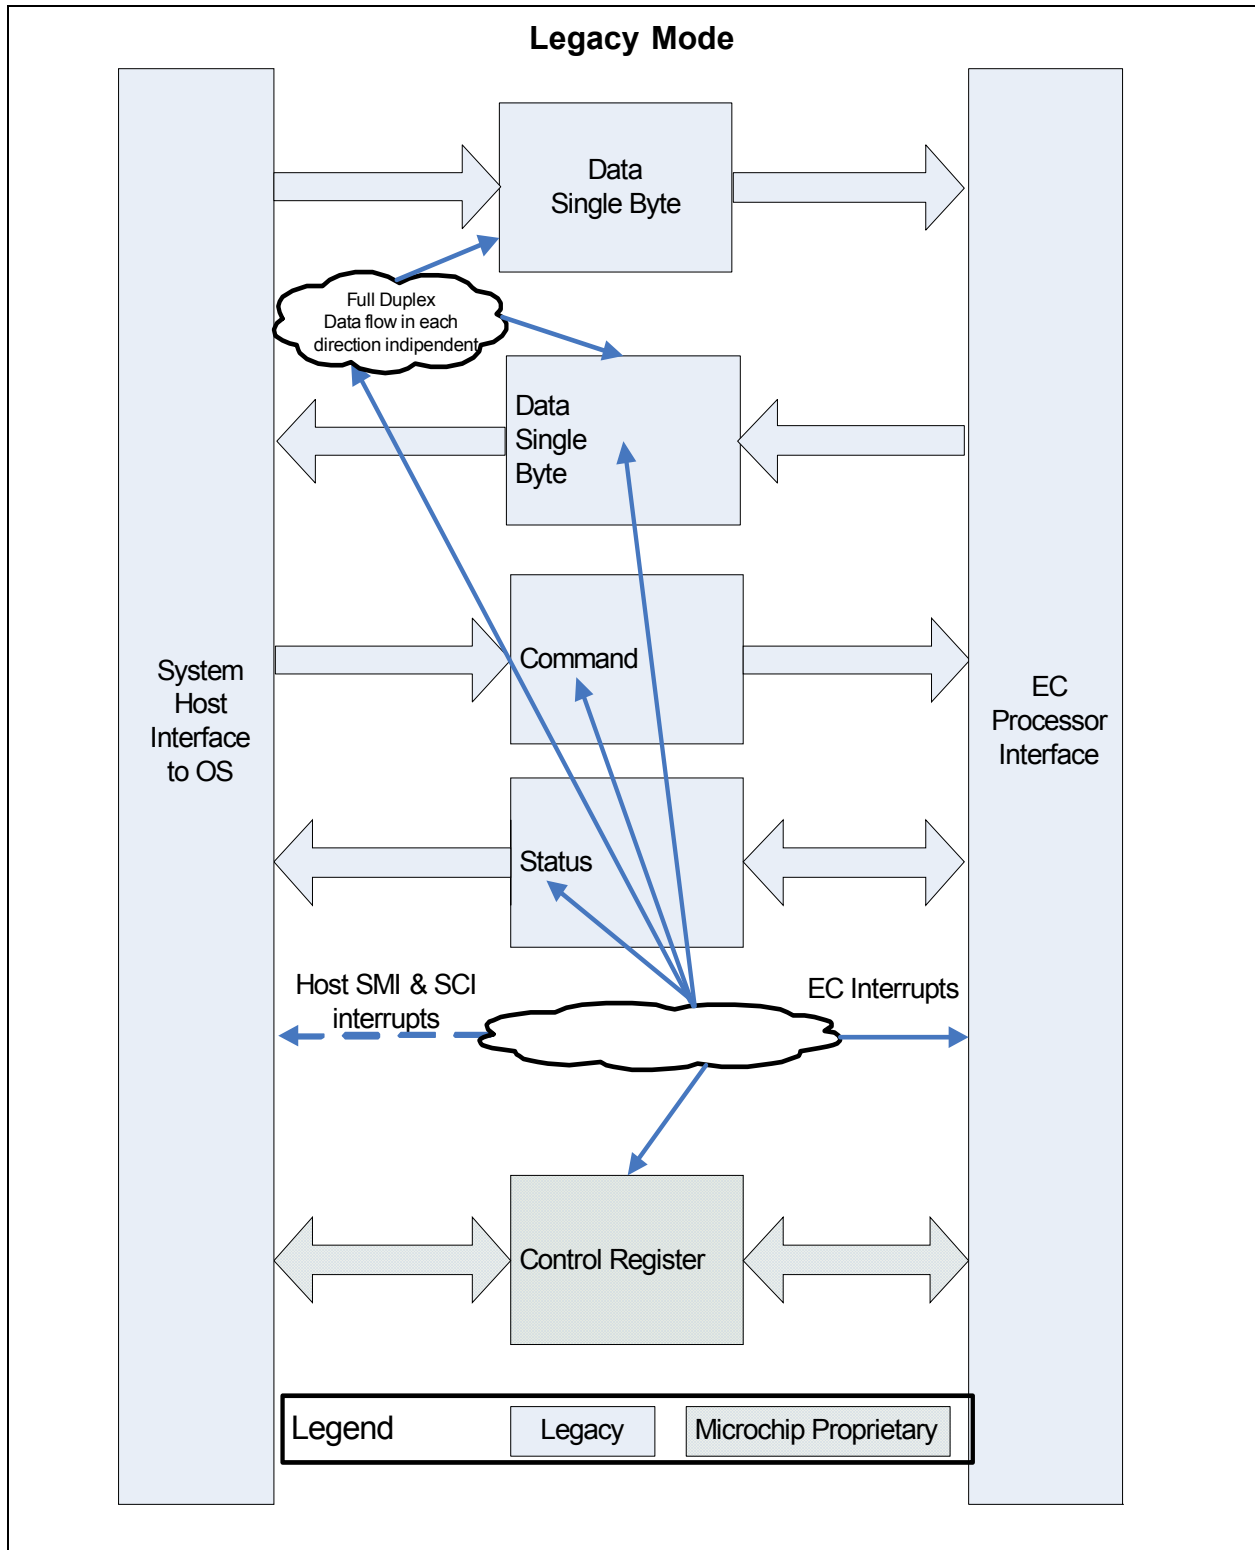 Legacy Mode
Data
Single Byte
Full Duplex
Data flow in each
direction indipendent
Data
Single
Byte
System
Host
Interface
to OS
Command
EC
Processor
Interface
Status
Host SMI & SCI
interrupts
EC Interrupts
Control Register
Legend
Legacy
Microchip Proprietary